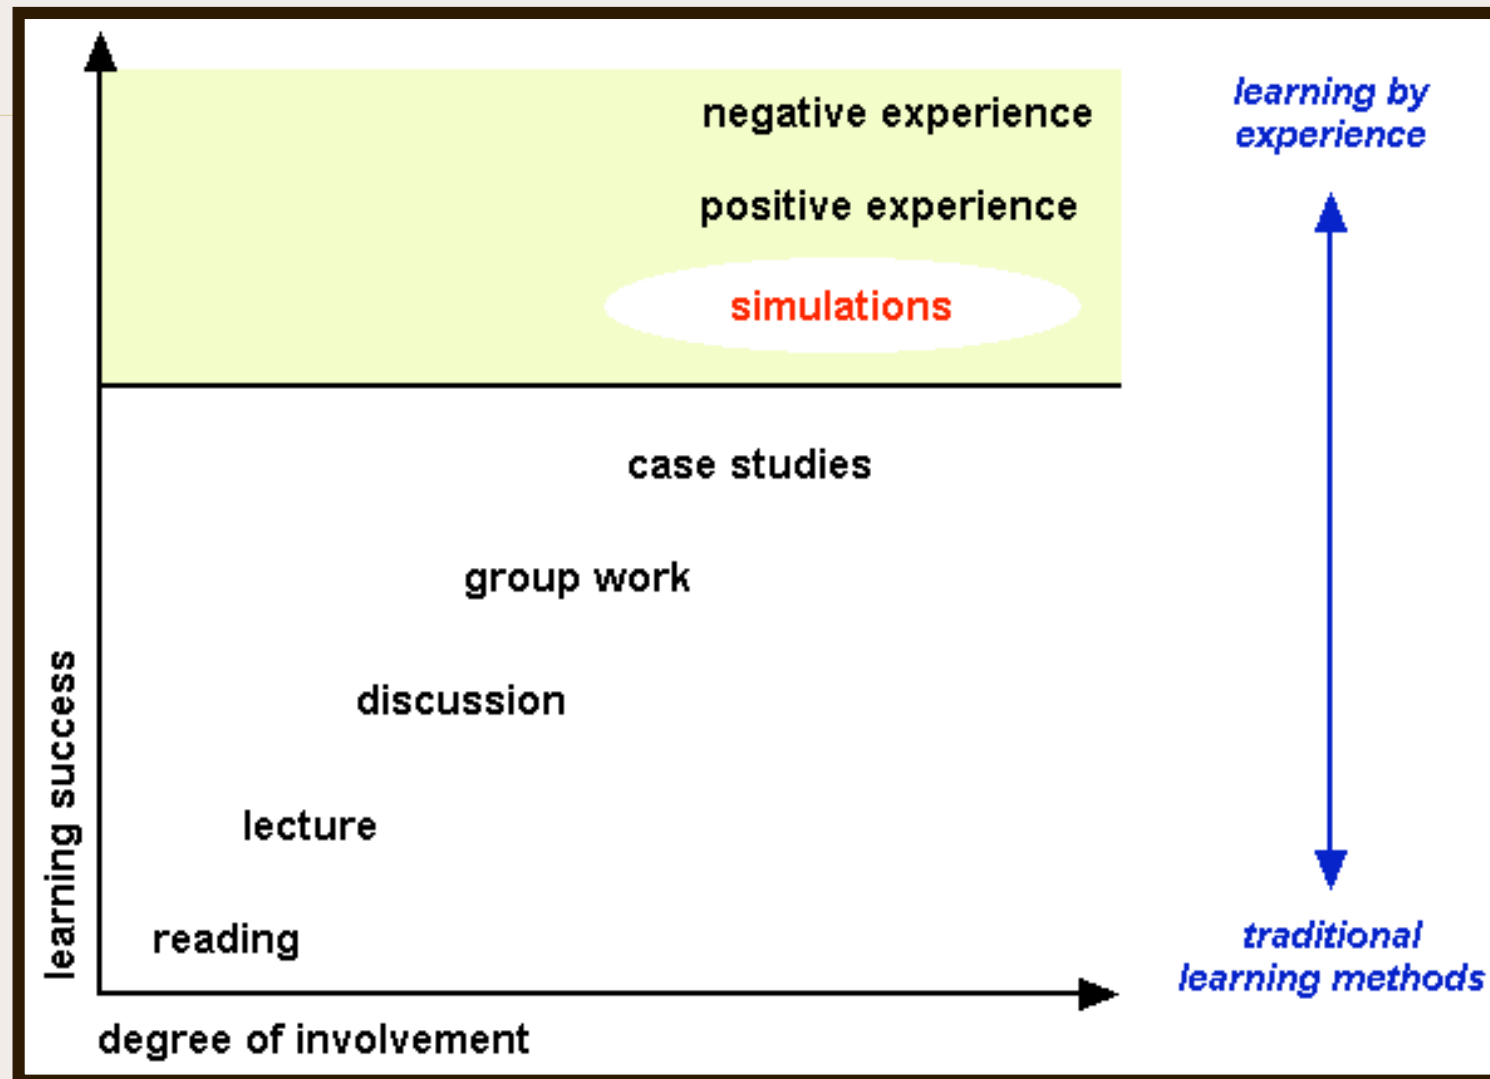 negative experience
positive experience
simulations
case studies
group work
discussion
lecture
reading
learning success
degree of involvement
learning by
experience
traditional
learning methods